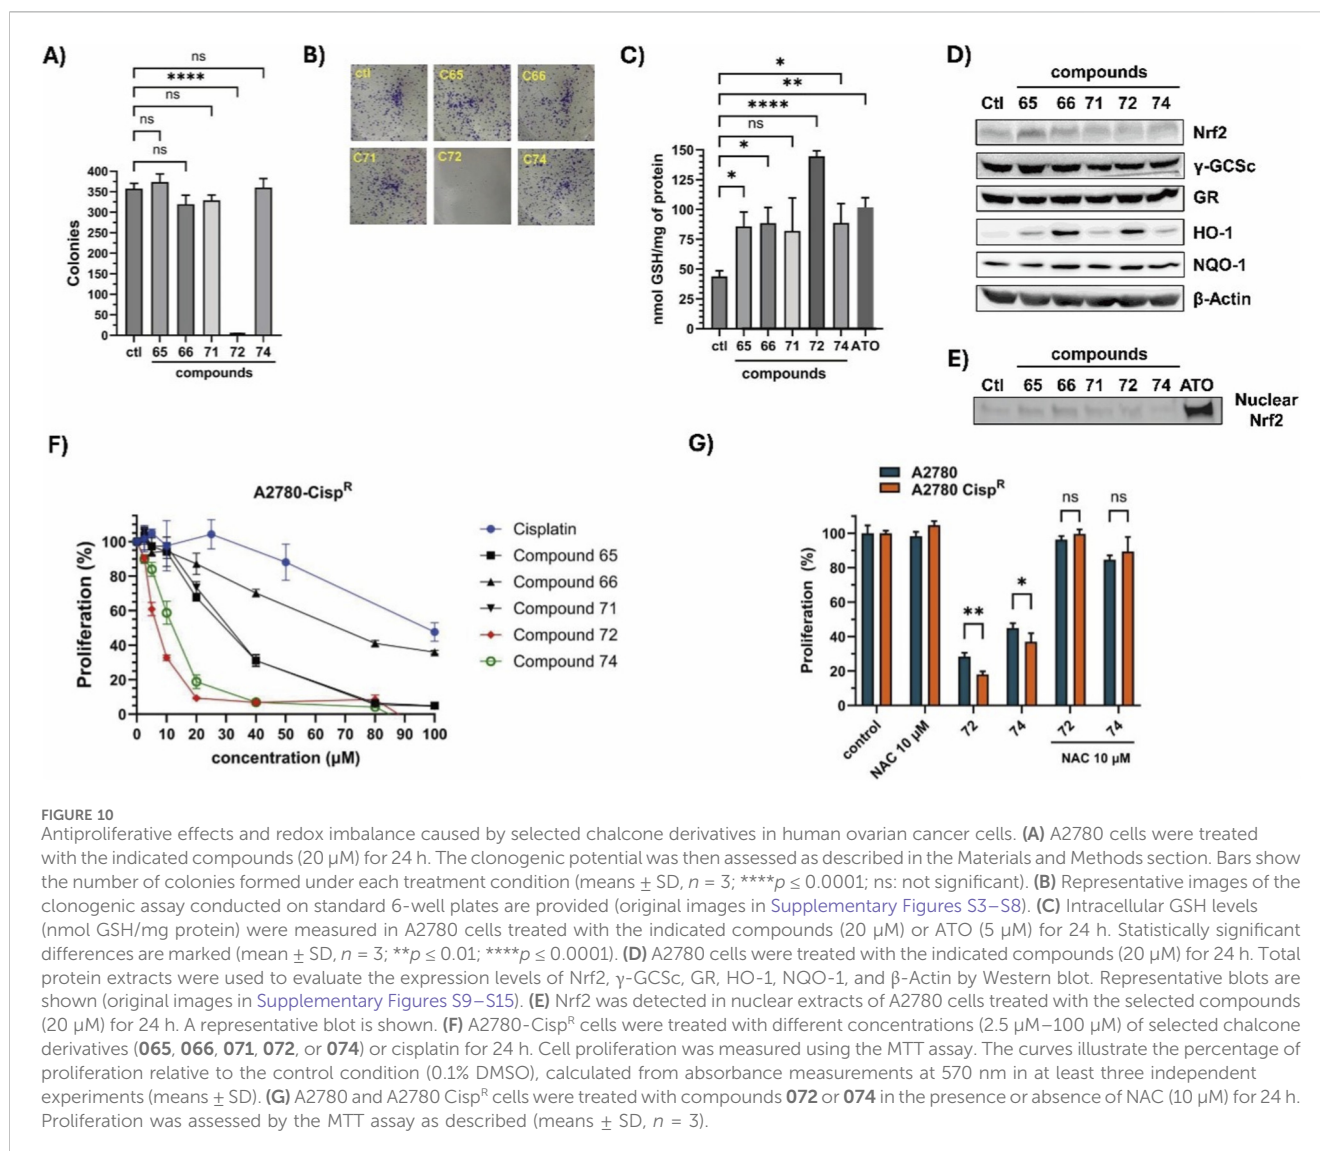 A)
ns
****
ns
ns
ns
Colonies
400
350
300
250
200
150
100
50
0
ctl 65 66 71 72 74
compounds
B)
ctl C65 C66
C71 C72 C74
C)
*
**
****
ns
*
*
nmol GSH/mg of protein
150
125
100
75
50
25
0
ctl 65 66 71 72 74 ATO
compounds
D)
compounds
Ctl 65 66 71 72 74
Nrf2
γ-GCSc
GR
HO-1
NQO-1
β-Actin
E)
compounds
Ctl 65 66 71 72 74 ATO
Nuclear
Nrf2
F)
A2780-Cisp^R
Proliferation (%)
100
80
60
40
20
0
0 10 20 30 40 50 60 70 80 90 100
concentration (µM)
Cisplatin
Compound 65
Compound 66
Compound 71
Compound 72
Compound 74
G)
A2780
A2780 Cisp^R
ns ns
**
*
Proliferation (%)
100
80
60
40
20
0
control NAC 10 µM 72 74 72 74
NAC 10 µM
FIGURE 10
Antiproliferative effects and redox imbalance caused by selected chalcone derivatives in human ovarian cancer cells. (A) A2780 cells were treated
with the indicated compounds (20 µM) for 24 h. The clonogenic potential was then assessed as described in the Materials and Methods section. Bars show
the number of colonies formed under each treatment condition (means ± SD, n = 3; ****p ≤ 0.0001; ns: not significant). (B) Representative images of the
clonogenic assay conducted on standard 6-well plates are provided (original images in Supplementary Figures S3–S8). (C) Intracellular GSH levels
(nmol GSH/mg protein) were measured in A2780 cells treated with the indicated compounds (20 µM) or ATO (5 µM) for 24 h. Statistically significant
differences are marked (mean ± SD, n = 3; **p ≤ 0.01; ****p ≤ 0.0001). (D) A2780 cells were treated with the indicated compounds (20 µM) for 24 h. Total
protein extracts were used to evaluate the expression levels of Nrf2, γ-GCSc, GR, HO-1, NQO-1, and β-Actin by Western blot. Representative blots are
shown (original images in Supplementary Figures S9–S15). (E) Nrf2 was detected in nuclear extracts of A2780 cells treated with the selected compounds
(20 µM) for 24 h. A representative blot is shown. (F) A2780-Cisp^R cells were treated with different concentrations (2.5 µM–100 µM) of selected chalcone
derivatives (065, 066, 071, 072, or 074) or cisplatin for 24 h. Cell proliferation was measured using the MTT assay. The curves illustrate the percentage of
proliferation relative to the control condition (0.1% DMSO), calculated from absorbance measurements at 570 nm in at least three independent
experiments (means ± SD). (G) A2780 and A2780 Cisp^R cells were treated with compounds 072 or 074 in the presence or absence of NAC (10 µM) for 24 h.
Proliferation was assessed by the MTT assay as described (means ± SD, n = 3).